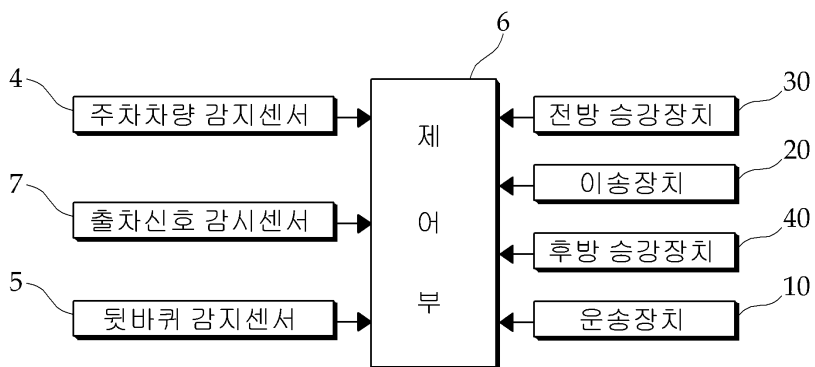 6
4
주차차량 감지센서
7
출차신호 감시센서
5
뒷바퀴 감지센서
제
어
부
30
전방 승강장치
20
이송장치
40
후방 승강장치
10
운송장치